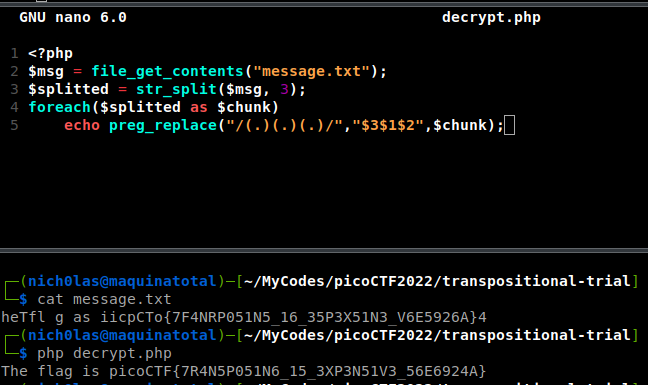 GNU nano 6.0 decrypt.php
1 <?php
2 $msg = file_get_contents("message.txt");
3 $splitted = str_split($msg, 3);
4 foreach($splitted as $chunk)
5 echo preg_replace("/(.)(.)(.)/","$3$1$2",$chunk);
┌─(nich0las@maquinatotal)-[~/MyCodes/picoCTF2022/transpositional-trial]
└─$ cat message.txt
heTfl g as iicpCTo{7F4NRP051N5_16_35P3X51N3_V6E5926A}4
┌─(nich0las@maquinatotal)-[~/MyCodes/picoCTF2022/transpositional-trial]
└─$ php decrypt.php
The flag is picoCTF{7R4N5P051N6_15_3XP3N51V3_56E6924A}